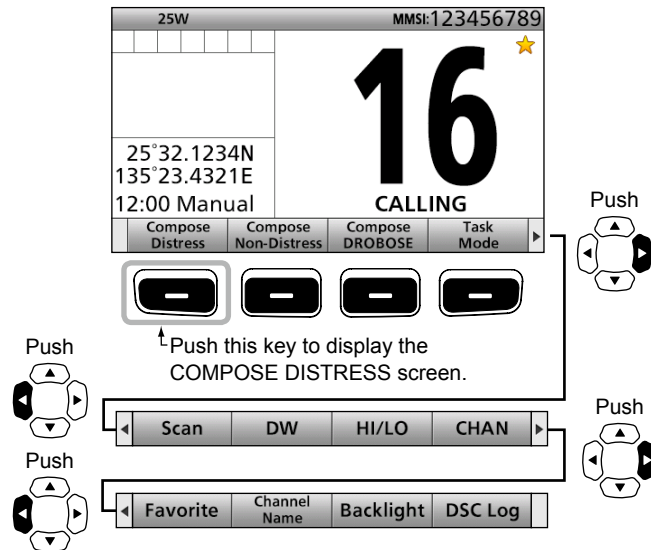 25W MMSI:123456789
16
25°32.1234N
135°23.4321E
12:00 Manual CALLING
Compose Distress Compose Non-Distress Compose DROBOSE Task Mode
Push
Push this key to display the
COMPOSE DISTRESS screen.
Push
Scan DW HI/LO CHAN
Push
Push
Favorite Channel Name Backlight DSC Log